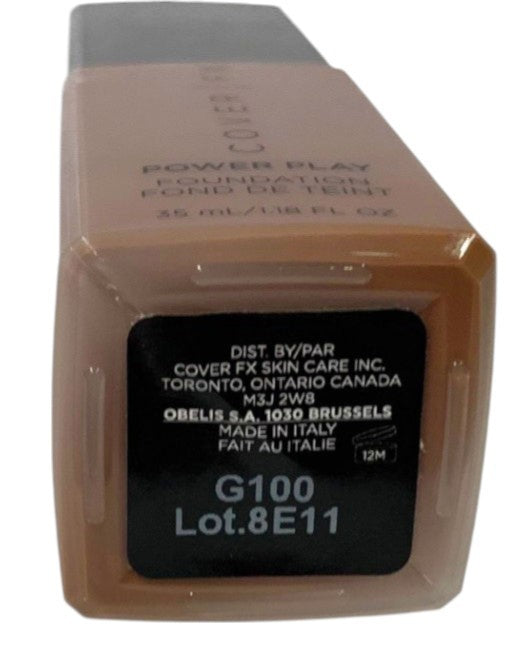 COVER FX
POWER PLAY
FOUNDATION
FOND DE TEINT
35 mL/1.18 FL OZ
DIST. BY/PAR
COVER FX SKIN CARE INC.
TORONTO, ONTARIO CANADA
M3J 2W8
OBELIS S.A. 1030 BRUSSELS
MADE IN ITALY
FAIT AU ITALIE
12M
G100
Lot.8E11